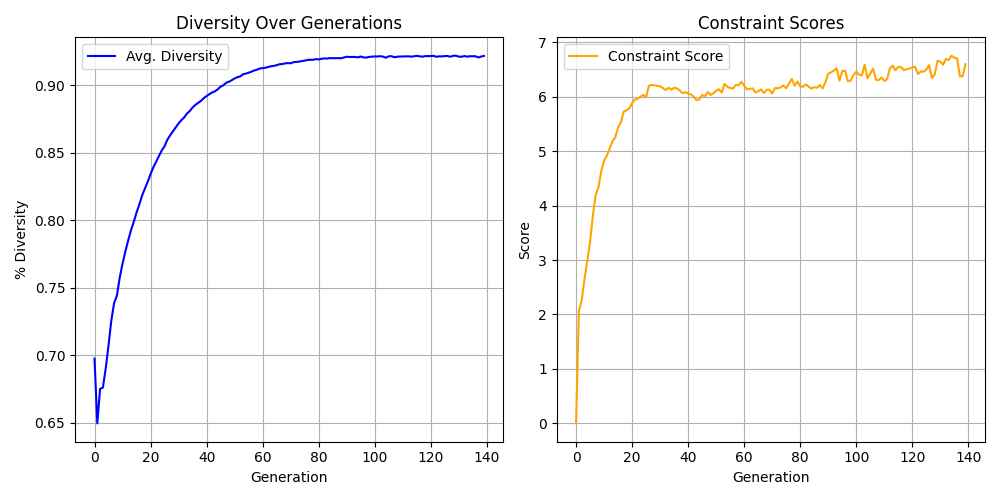 Diversity Over Generations
Avg. Diversity
% Diversity
0.90
0.85
0.80
0.75
0.70
0.65
0 20 40 60 80 100 120 140
Generation
Constraint Scores
Constraint Score
Score
7
6
5
4
3
2
1
0
0 20 40 60 80 100 120 140
Generation